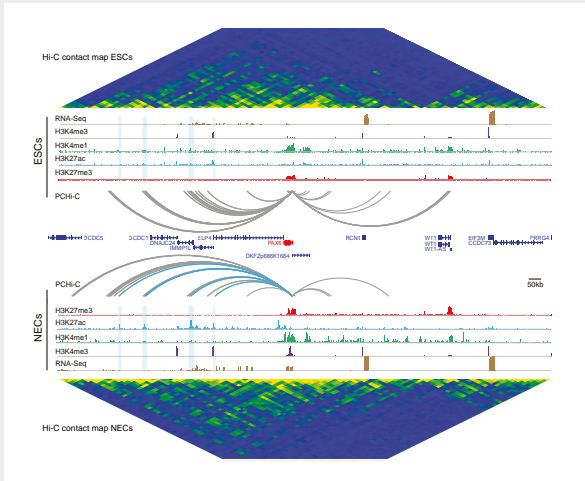 Hi-C contact map ESCs
ESCs
RNA-Seq
H3K4me3
H3K4me1
H3K27ac
H3K27me3
PCHi-C
DCDC5 DCDC1 ELP4 PAX6 RCN1 WT1 EIF3M PRRG4
DNAJC24 WT1 CCDC73
IMMP1L WT1-AS
DKFZp686K1684
PCHi-C
50kb
NECs
H3K27me3
H3K27ac
H3K4me1
H3K4me3
RNA-Seq
Hi-C contact map NECs